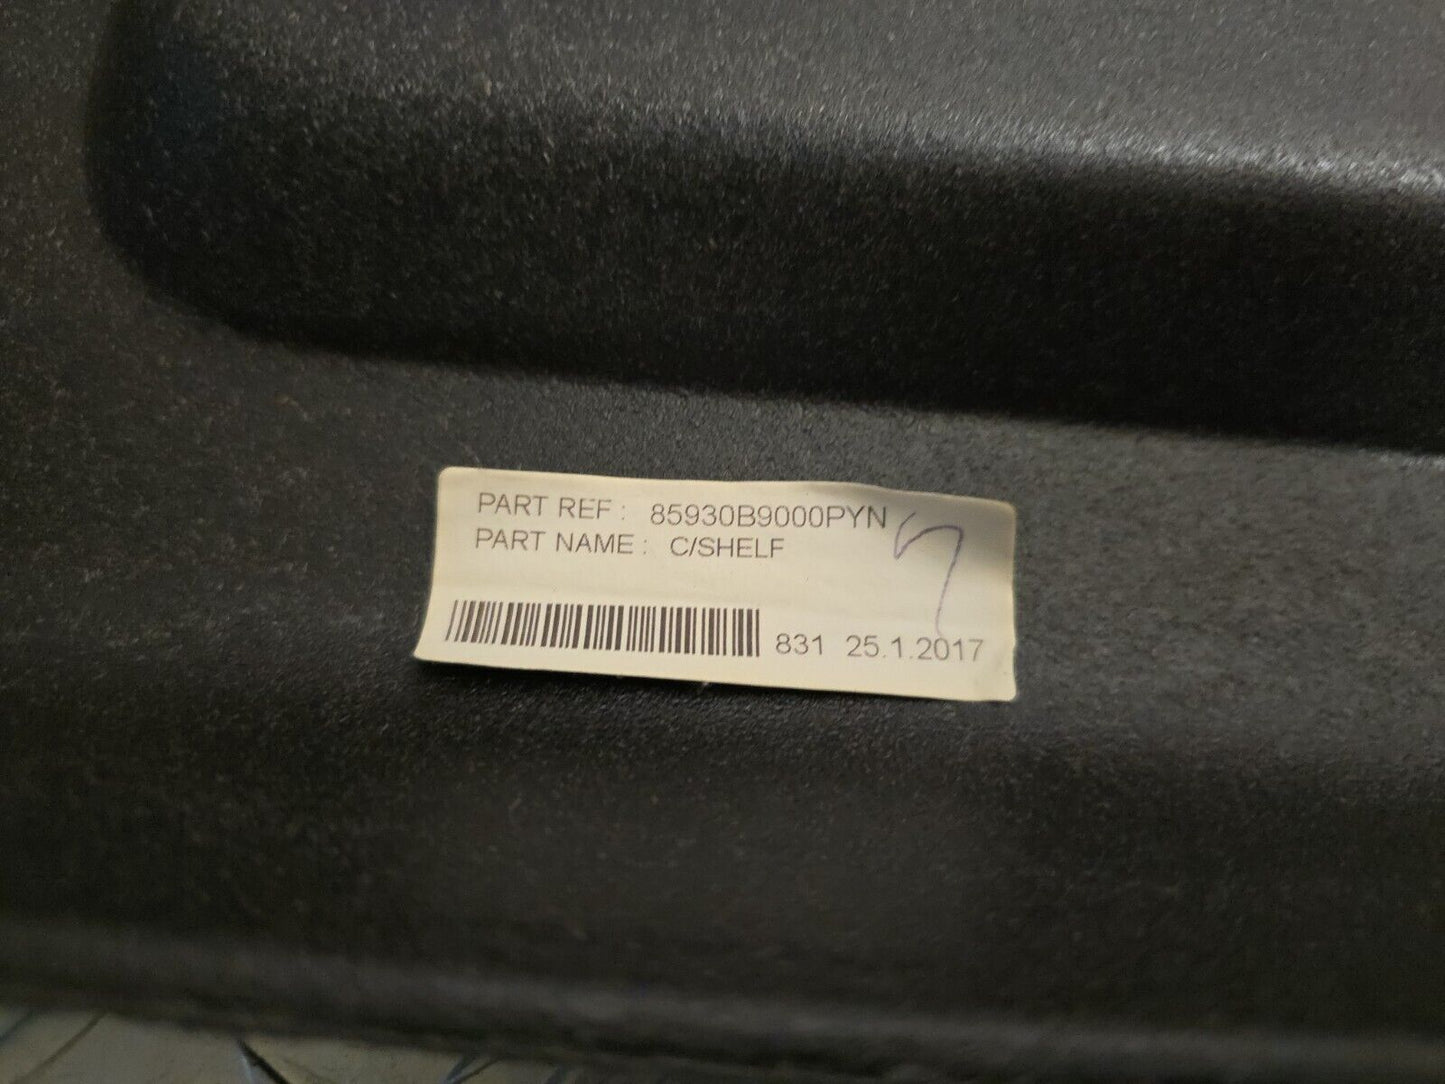 PART REF : 85930B9000PYN
PART NAME : C/SHELF
831 25.1.2017